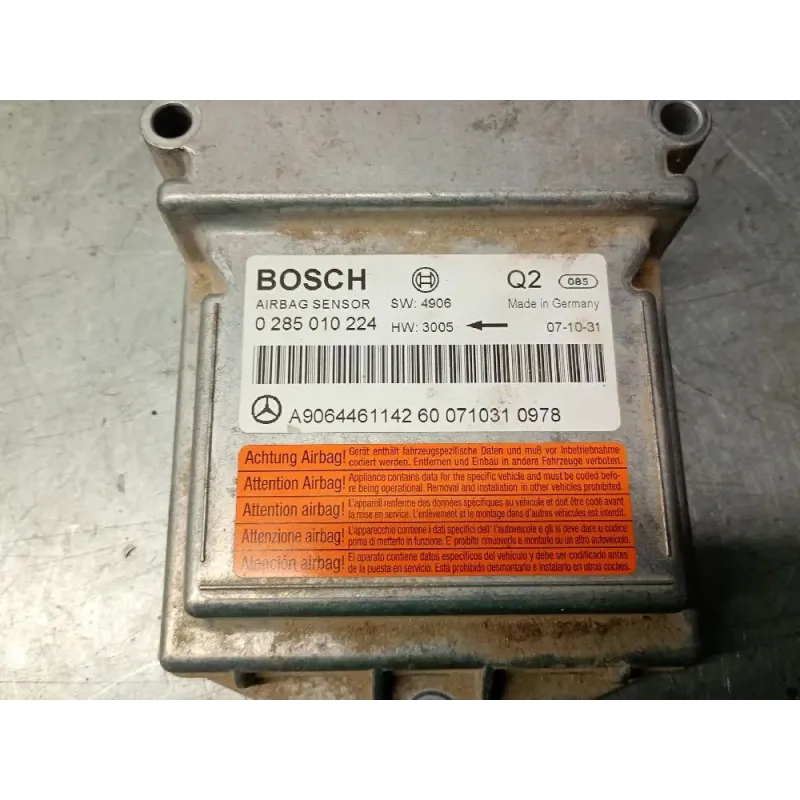 BOSCH Q2 085
AIRBAG SENSOR SW: 4906 Made in Germany
0 285 010 224 HW: 3005 07-10-31
A9064461142 60 071031 0978
Achtung Airbag! Gerät enthält fahrzeugspezifische Daten und muß vor Inbetriebnahme
codiert werden. Entfernen und Einbau in andere Fahrzeuge verboten.
Attention Airbag! Appliance contains data for the specific vehicle and must be coded befo-
re being operational. Removal and installation in other vehicles prohibited.
Attention airbag! L'appareil renferme des données spécifiques au véhicule et doit être codé avant
la mise en service. L'enlèvement et le montage dans d'autres véhicules est interdit.
Attenzione airbag! L'apparecchio contiene i dati specifici dell' autoveicolo e gli si deve dare u codice
prima di metterlo in funzione. E' proibito rimuoverlo e montarlo su un altro autoveicolo.
Atención airbag! El aparato contiene datos específicos del vehículo y debe ser codificado antes
de la puesta en servicio. Está prohibido desmontarlo e instalarlo en otros coches.